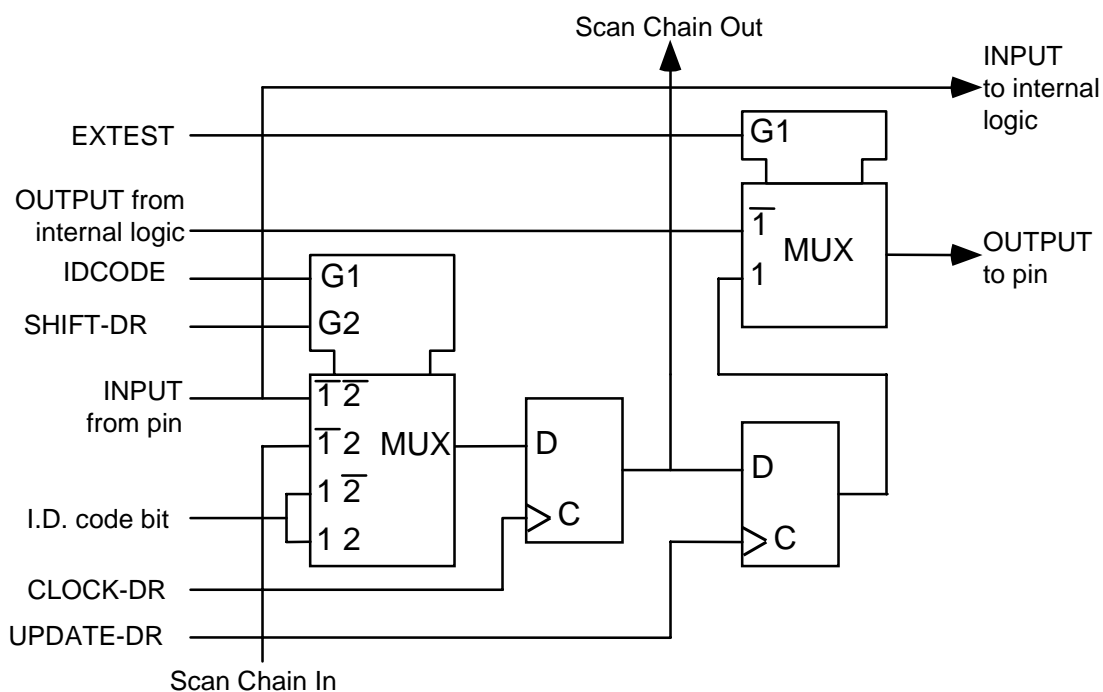 Scan Chain Out
INPUT
to internal
logic
EXTEST
G1
OUTPUT from
internal logic
1̅
MUX
OUTPUT
to pin
IDCODE
G1
1
SHIFT-DR
G2
INPUT
from pin
1̅ 2̅
1̅ 2
MUX
D
D
1 2̅
I.D. code bit
C
1 2
C
CLOCK-DR
UPDATE-DR
Scan Chain In